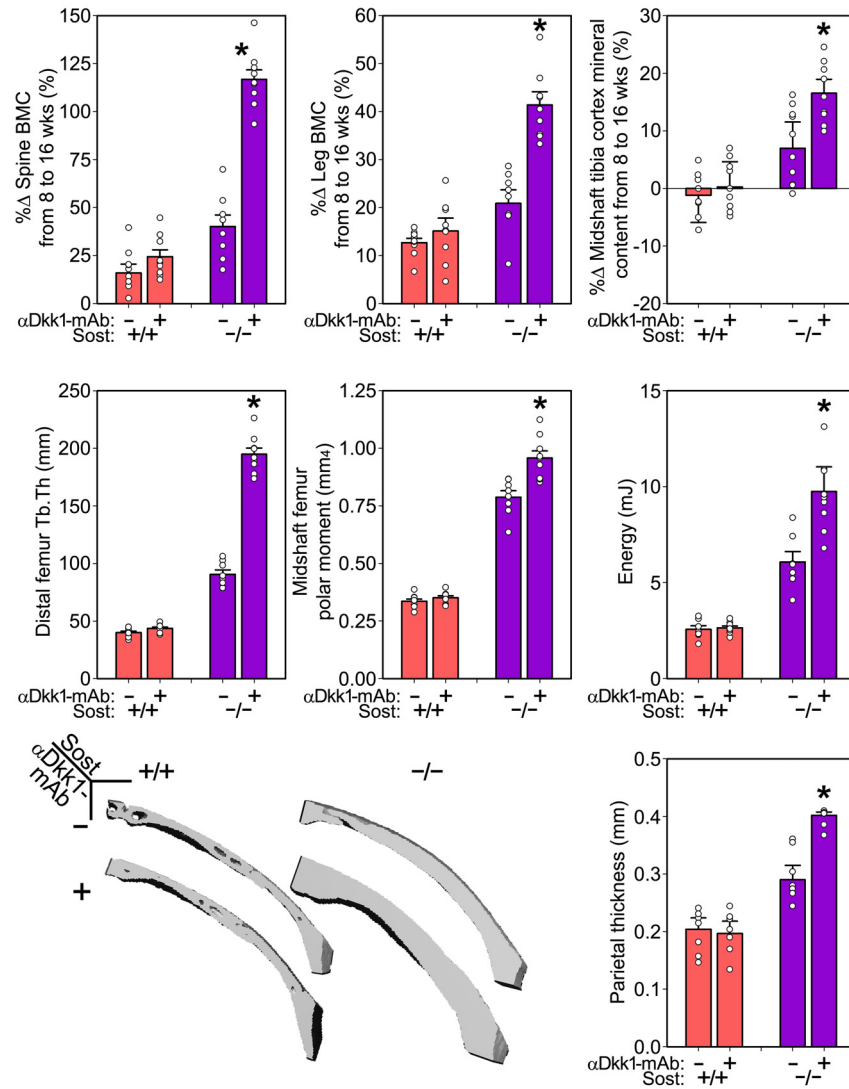 %Δ Spine BMC
from 8 to 16 wks (%)
150
125
100
75
50
25
0
*
αDkk1-mAb: – + – +
Sost: +/+ –/–
%Δ Leg BMC
from 8 to 16 wks (%)
60
40
20
0
*
αDkk1-mAb: – + – +
Sost: +/+ –/–
%Δ Midshaft tibia cortex mineral
content from 8 to 16 wks (%)
30
20
10
0
-10
-20
*
αDkk1-mAb: – + – +
Sost: +/+ –/–
Distal femur Tb.Th (mm)
250
200
150
100
50
0
*
αDkk1-mAb: – + – +
Sost: +/+ –/–
Midshaft femur
polar moment (mm4)
1.25
1.00
0.75
0.50
0.25
0.00
*
αDkk1-mAb: – + – +
Sost: +/+ –/–
Energy (mJ)
15
10
5
0
*
αDkk1-mAb: – + – +
Sost: +/+ –/–
Sost
αDkk1-
mAb
+/+ –/–
–
+
Parietal thickness (mm)
0.5
0.4
0.3
0.2
0.1
0.0
*
αDkk1-mAb: – + – +
Sost: +/+ –/–